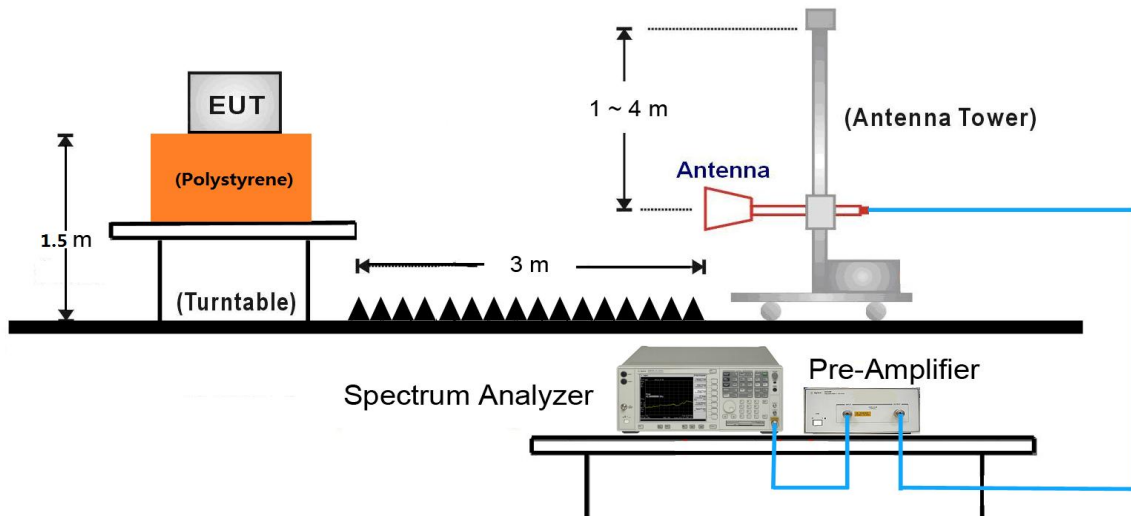 EUT
(Polystyrene)
1.5 m
(Turntable)
3 m
1 ~ 4 m
Antenna
(Antenna Tower)
Spectrum Analyzer
Pre-Amplifier